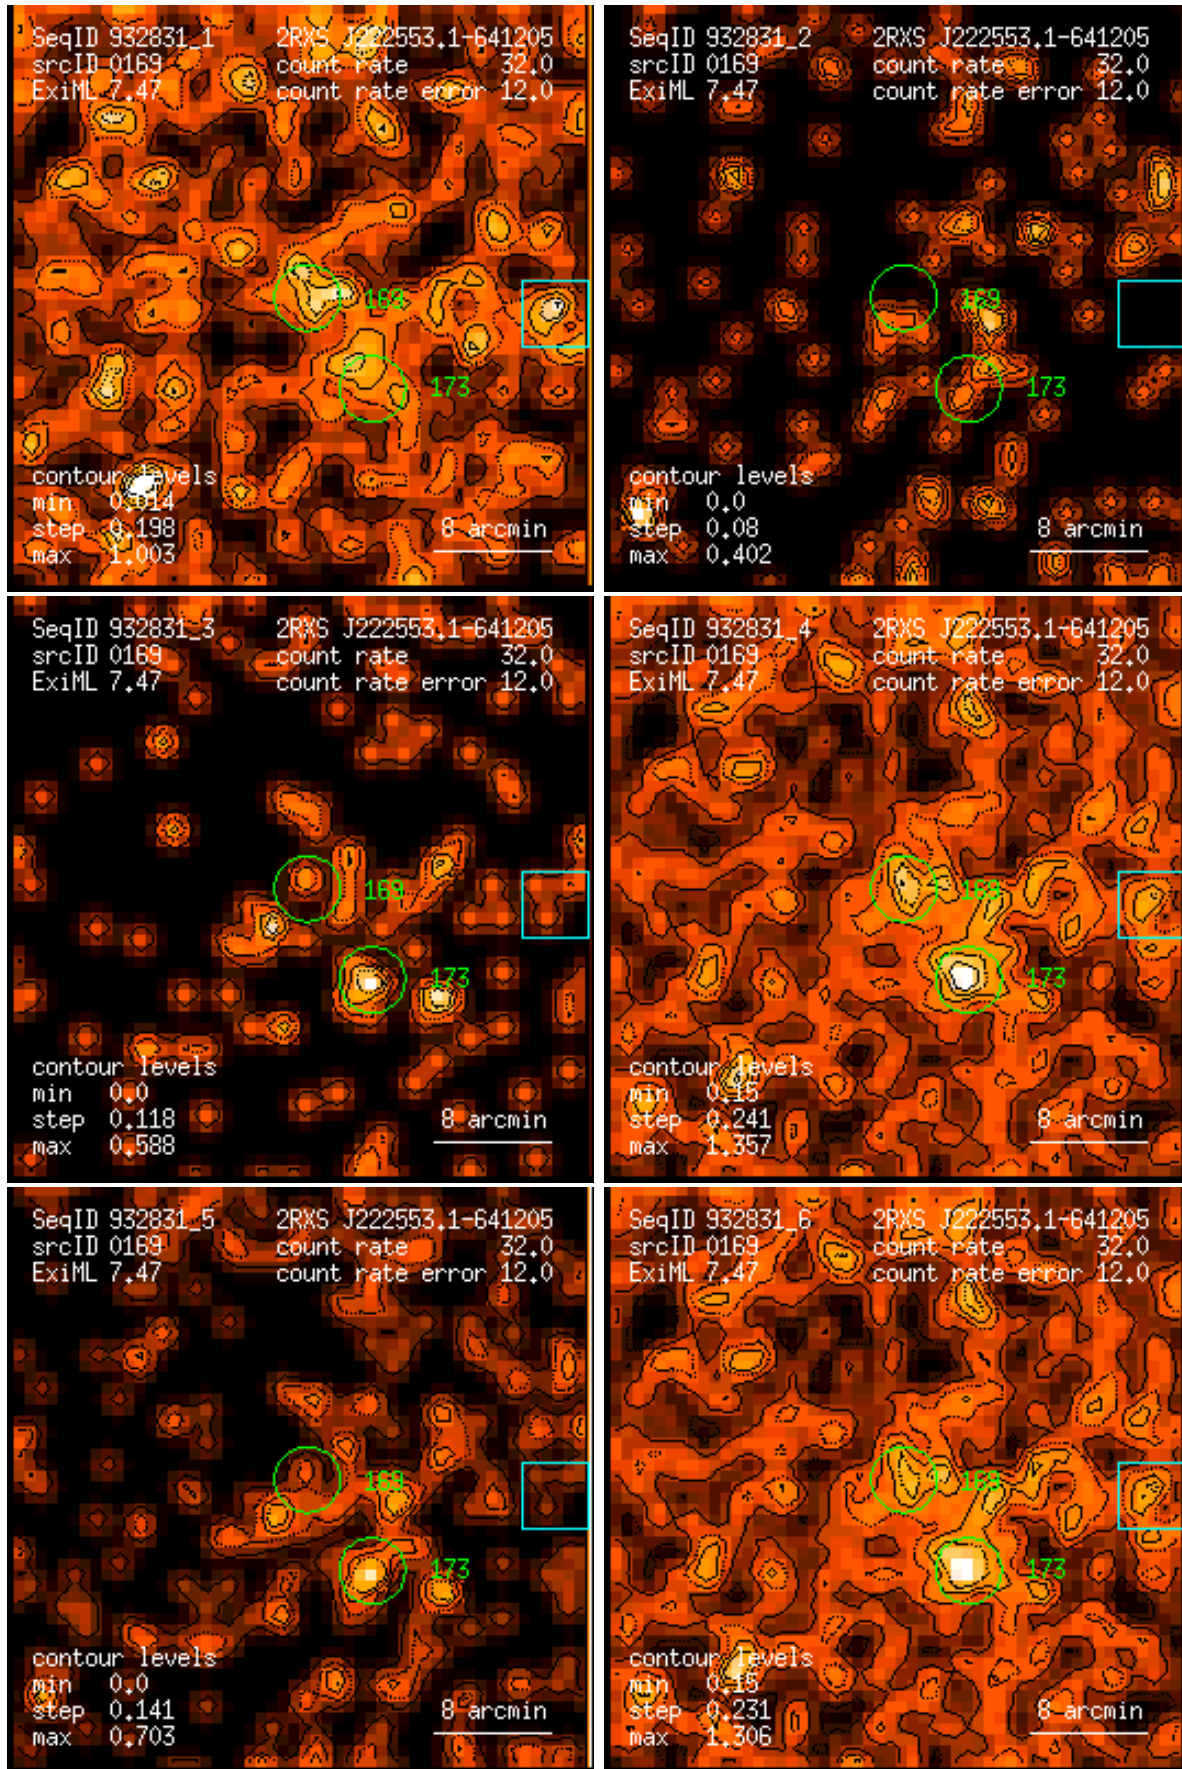 SeqID 932831_1 2RXS J222553.1-641205
srcID 0169 count rate 32.0
ExiML 7.47 count rate error 12.0
169
173
contour levels
min 0.014
step 0.198
max 1.003
8 arcmin
SeqID 932831_2 2RXS J222553.1-641205
srcID 0169 count rate 32.0
ExiML 7.47 count rate error 12.0
169
173
contour levels
min 0.0
step 0.08
max 0.402
8 arcmin
SeqID 932831_3 2RXS J222553.1-641205
srcID 0169 count rate 32.0
ExiML 7.47 count rate error 12.0
169
173
contour levels
min 0.0
step 0.118
max 0.588
8 arcmin
SeqID 932831_4 2RXS J222553.1-641205
srcID 0169 count rate 32.0
ExiML 7.47 count rate error 12.0
169
173
contour levels
min 0.15
step 0.241
max 1.357
8 arcmin
SeqID 932831_5 2RXS J222553.1-641205
srcID 0169 count rate 32.0
ExiML 7.47 count rate error 12.0
169
173
contour levels
min 0.0
step 0.141
max 0.703
8 arcmin
SeqID 932831_6 2RXS J222553.1-641205
srcID 0169 count rate 32.0
ExiML 7.47 count rate error 12.0
169
173
contour levels
min 0.15
step 0.231
max 1.306
8 arcmin